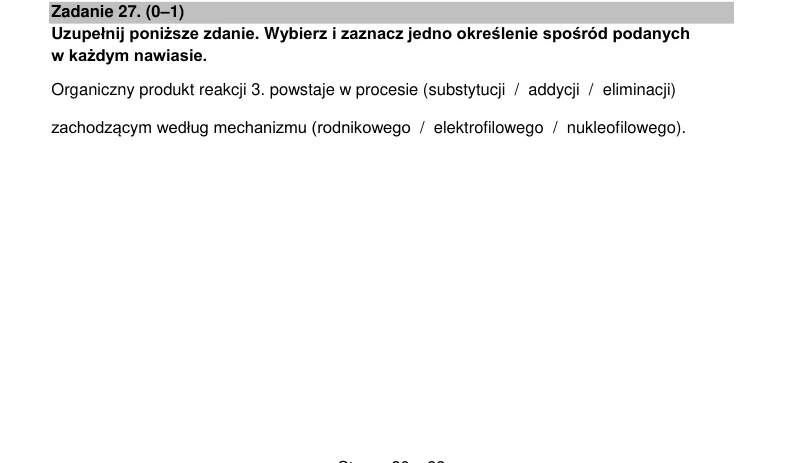 Zadanie 27. (0–1)
Uzupełnij poniższe zdanie. Wybierz i zaznacz jedno określenie spośród podanych
w każdym nawiasie.
Organiczny produkt reakcji 3. powstaje w procesie (substytucji / addycji / eliminacji)
zachodzącym według mechanizmu (rodnikowego / elektrofilowego / nukleofilowego).